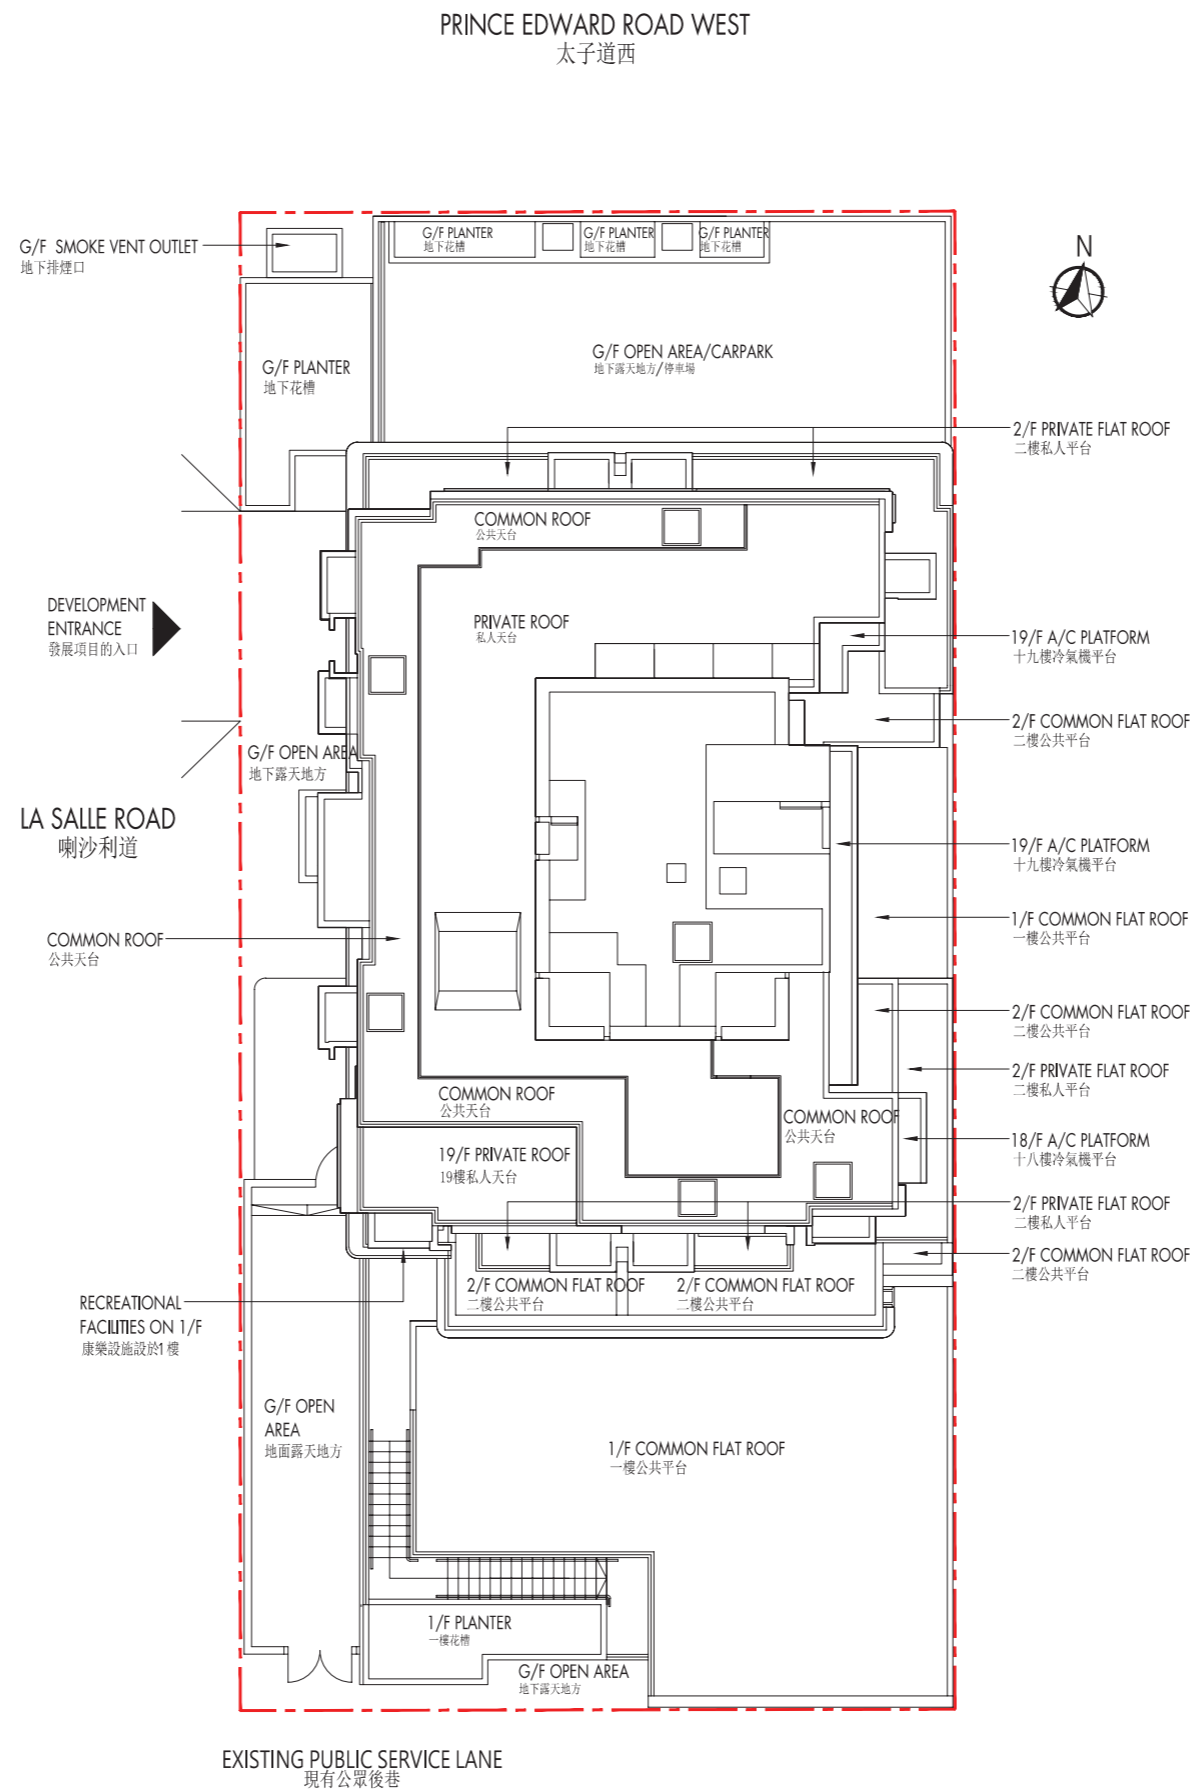 PRINCE EDWARD ROAD WEST
太子道西
G/F SMOKE VENT OUTLET
地下排煙口
G/F PLANTER
地下花槽
G/F PLANTER
地下花槽
G/F PLANTER
地下花槽
N
G/F PLANTER
地下花槽
G/F OPEN AREA/CARPARK
地下露天地方/停車場
2/F PRIVATE FLAT ROOF
二樓私人平台
COMMON ROOF
公共天台
DEVELOPMENT
ENTRANCE
發展項目的入口
PRIVATE ROOF
私人天台
19/F A/C PLATFORM
十九樓冷氣機平台
2/F COMMON FLAT ROOF
二樓公共平台
G/F OPEN AREA
地下露天地方
LA SALLE ROAD
喇沙利道
19/F A/C PLATFORM
十九樓冷氣機平台
1/F COMMON FLAT ROOF
一樓公共平台
COMMON ROOF
公共天台
2/F COMMON FLAT ROOF
二樓公共平台
2/F PRIVATE FLAT ROOF
二樓私人平台
COMMON ROOF
公共天台
COMMON ROOF
公共天台
18/F A/C PLATFORM
十八樓冷氣機平台
19/F PRIVATE ROOF
19樓私人天台
2/F PRIVATE FLAT ROOF
二樓私人平台
2/F COMMON FLAT ROOF
二樓公共平台
2/F COMMON FLAT ROOF
二樓公共平台
2/F COMMON FLAT ROOF
二樓公共平台
RECREATIONAL
FACILITIES ON 1/F
康樂設施設於1樓
G/F OPEN
AREA
地面露天地方
1/F COMMON FLAT ROOF
一樓公共平台
1/F PLANTER
一樓花槽
G/F OPEN AREA
地下露天地方
EXISTING PUBLIC SERVICE LANE
現有公眾後巷